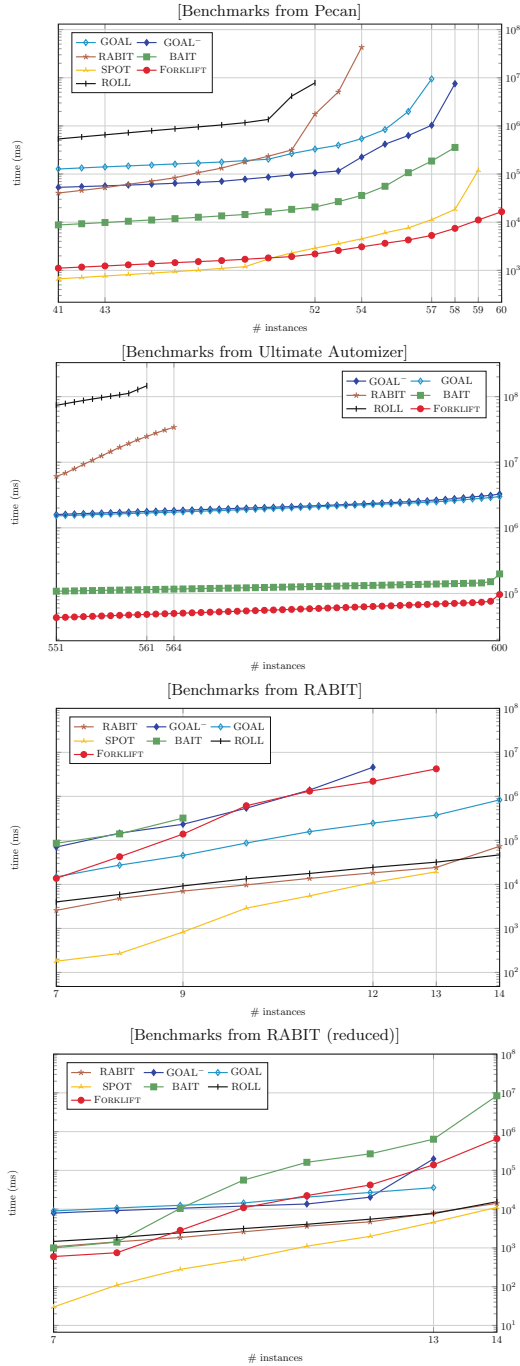 [Benchmarks from Pecan]
GOAL GOAL⁻
RABIT BAIT
SPOT FORKLIFT
ROLL
10⁷
10⁶
10⁵
10⁴
10³
time (ms)
41 43 52 54 57 58 59 60
# instances
[Benchmarks from Ultimate Automizer]
GOAL⁻ GOAL
RABIT BAIT
ROLL FORKLIFT
10⁸
10⁷
10⁶
10⁵
time (ms)
551 561 564 600
# instances
[Benchmarks from RABIT]
RABIT GOAL⁻ GOAL
SPOT BAIT ROLL
FORKLIFT
10⁸
10⁷
10⁶
10⁵
10⁴
10³
10²
time (ms)
7 9 12 13 14
# instances
[Benchmarks from RABIT (reduced)]
RABIT GOAL⁻ GOAL
SPOT BAIT ROLL
FORKLIFT
10⁸
10⁷
10⁶
10⁵
10⁴
10³
10²
10¹
time (ms)
7 13 14
# instances